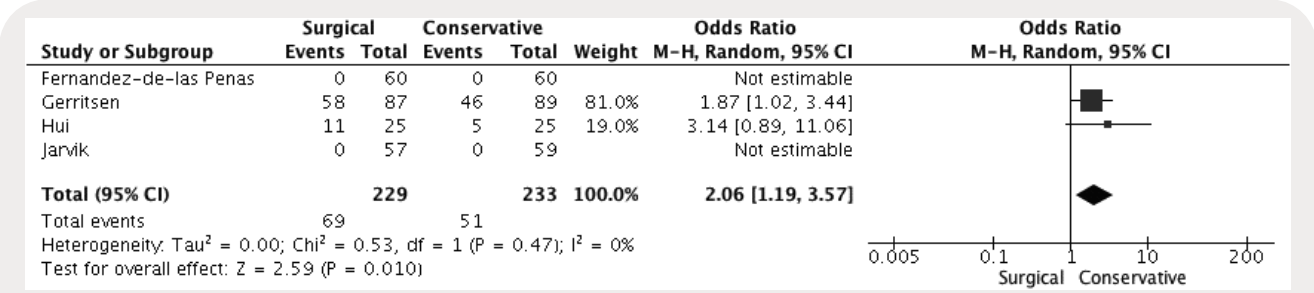 Surgical Conservative Odds Ratio Odds Ratio
Study or Subgroup Events Total Events Total Weight M-H, Random, 95% CI M-H, Random, 95% CI
Fernandez-de-las Penas 0 60 0 60 Not estimable
Gerritsen 58 87 46 89 81.0% 1.87 [1.02, 3.44]
Hui 11 25 5 25 19.0% 3.14 [0.89, 11.06]
Jarvik 0 57 0 59 Not estimable
Total (95% CI) 229 233 100.0% 2.06 [1.19, 3.57]
Total events 69 51
Heterogeneity: Tau² = 0.00; Chi² = 0.53, df = 1 (P = 0.47); I² = 0%
Test for overall effect: Z = 2.59 (P = 0.010)
0.005 0.1 1 10 200
Surgical Conservative